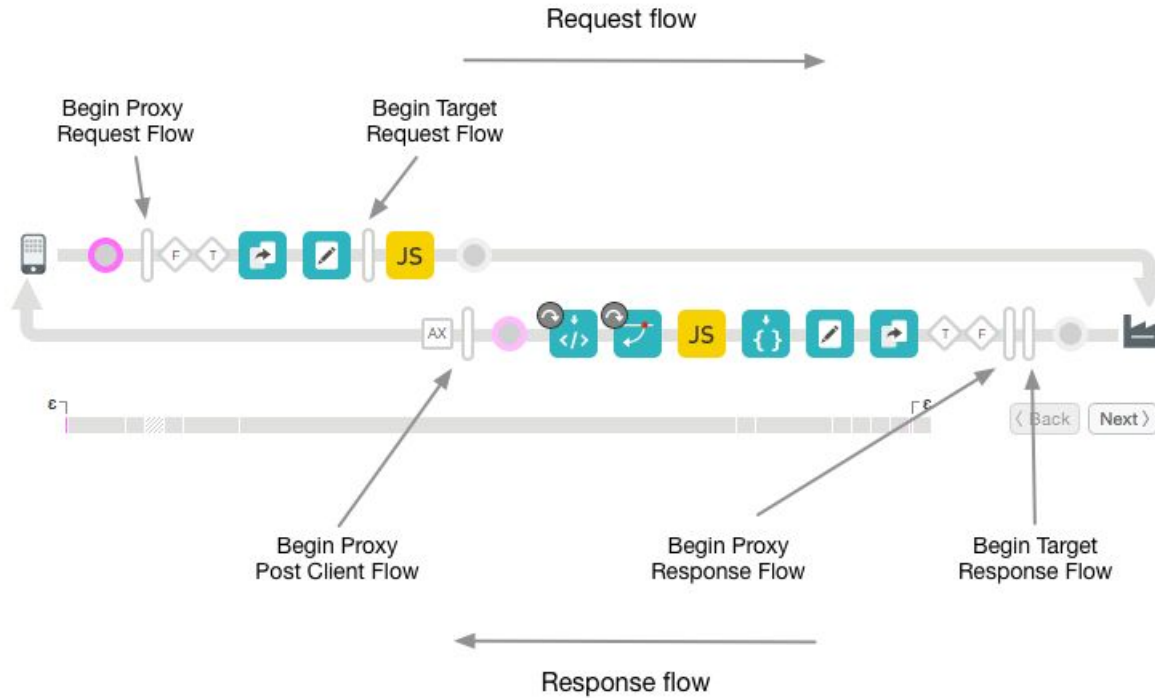 Request flow
Begin Proxy
Request Flow
Begin Target
Request Flow
F
T
JS
AX
</>
JS
{ }
T
F
ε
3
〈 Back
Next 〉
Begin Proxy
Post Client Flow
Begin Proxy
Response Flow
Begin Target
Response Flow
Response flow